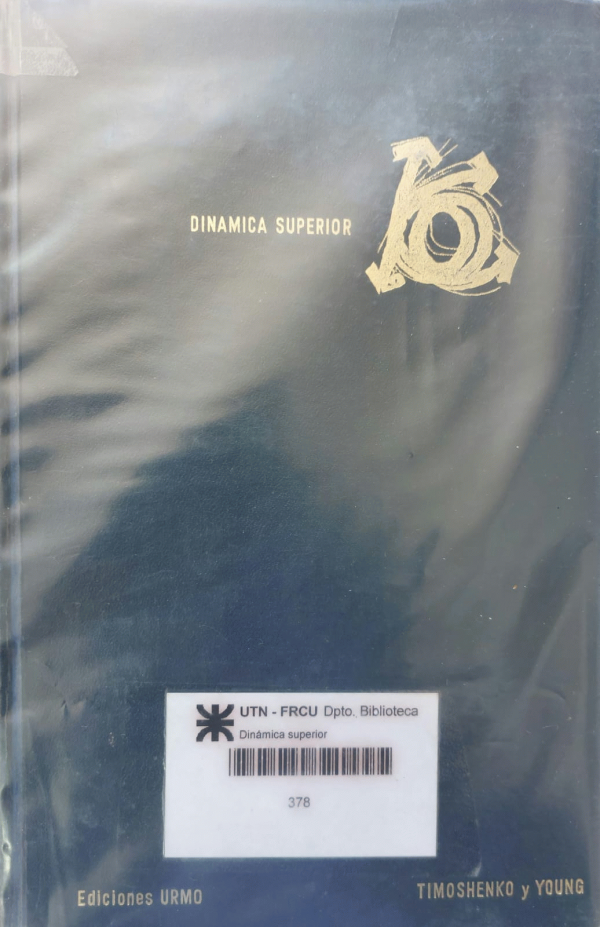 DINAMICA SUPERIOR
UTN - FRCU Dpto. Biblioteca
Dinámica superior
378
Ediciones URMO
TIMOSHENKO y YOUNG